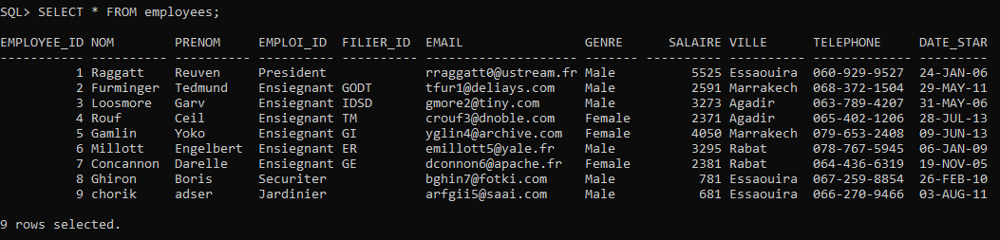 SQL> SELECT * FROM employees;
EMPLOYEE_ID NOM        PRENOM     EMPLOI_ID  FILIER_ID  EMAIL                GENRE         SALAIRE VILLE      TELEPHONE     DATE_STAR
----------- ---------- ---------- ---------- ---------- -------------------- ---------- ---------- ---------- ------------- ---------
          1 Raggatt    Reuven     President             rraggatt0@ustream.fr Male             5525 Essaouira  060-929-9527  24-JAN-06
          2 Furminger  Tedmund    Ensiegnant GODT       tfur1@deliays.com    Male             2591 Marrakech  068-372-1504  29-MAY-11
          3 Loosmore   Garv       Ensiegnant IDSD       gmore2@tiny.com      Male             3273 Agadir     063-789-4207  31-MAY-06
          4 Rouf       Ceil       Ensiegnant TM         crouf3@dnoble.com    Female           2371 Agadir     065-402-1206  28-JUL-13
          5 Gamlin     Yoko       Ensiegnant GI         yglin4@archive.com   Female           4050 Marrakech  079-653-2408  09-JUN-13
          6 Millott    Engelbert  Ensiegnant ER         emillott5@yale.fr    Male             3295 Rabat      078-767-5945  06-JAN-09
          7 Concannon  Darelle    Ensiegnant GE         dconnon6@apache.fr   Female           2381 Rabat      064-436-6319  19-NOV-05
          8 Ghiron     Boris      Securiter             bghin7@fotki.com     Male              781 Essaouira  067-259-8854  26-FEB-10
          9 chorik     adser      Jardinier             arfgii5@saai.com     Male              681 Essaouira  066-270-9466  03-AUG-11
9 rows selected.